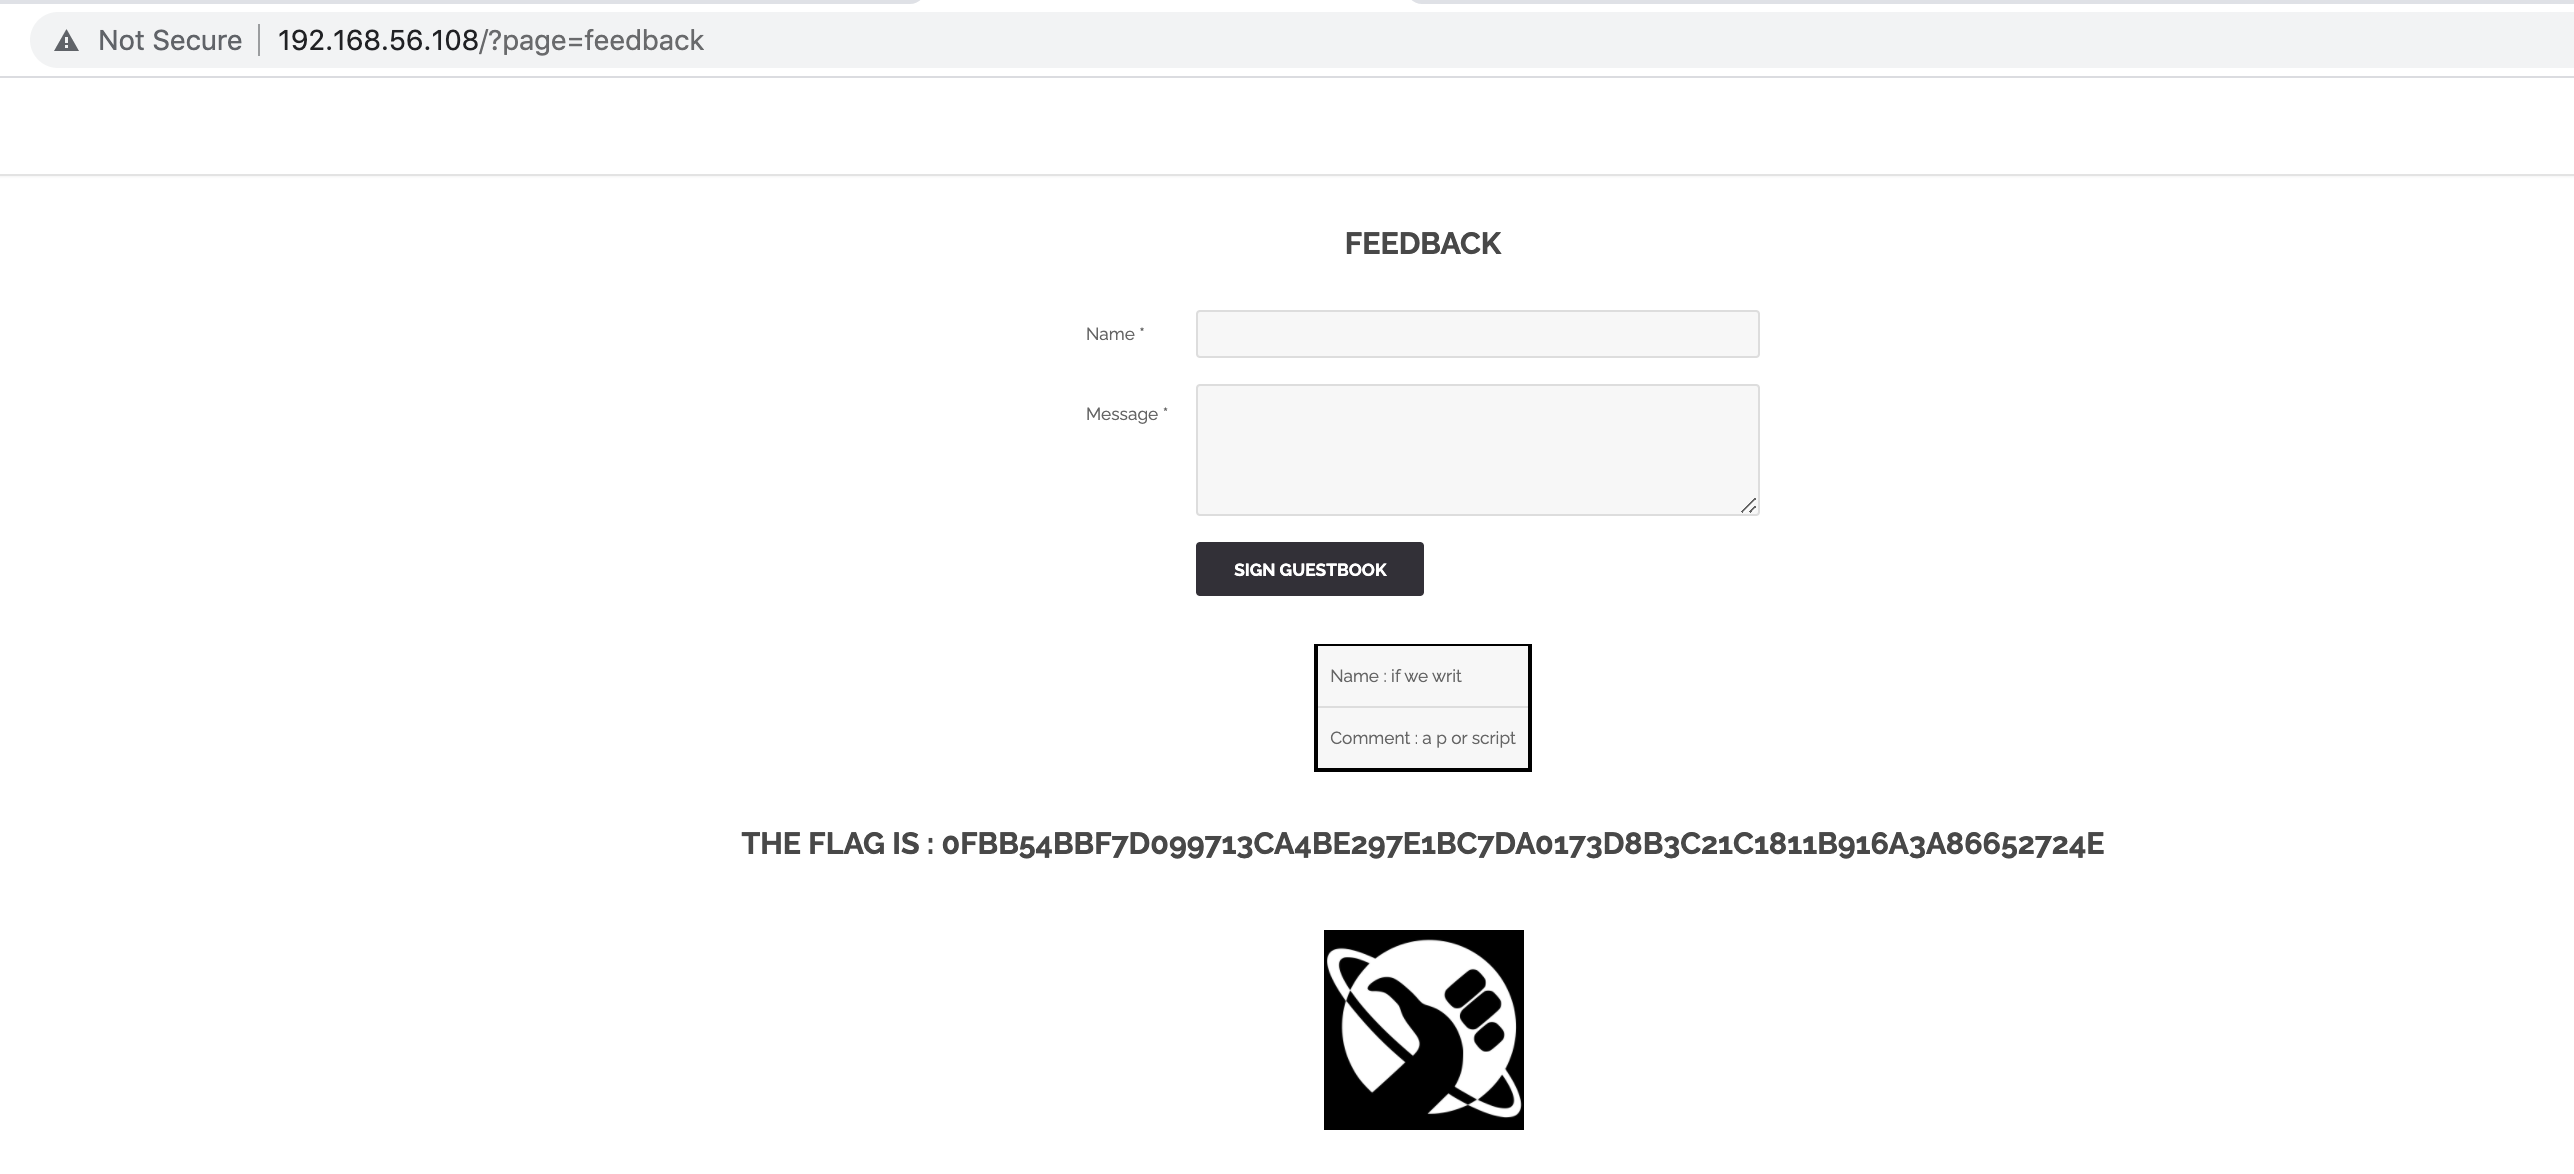 Not Secure | 192.168.56.108/?page=feedback
FEEDBACK
Name *
Message *
SIGN GUESTBOOK
Name : if we writ
Comment : a p or script
THE FLAG IS : 0FBB54BBF7D099713CA4BE297E1BC7DA0173D8B3C21C1811B916A3A86652724E